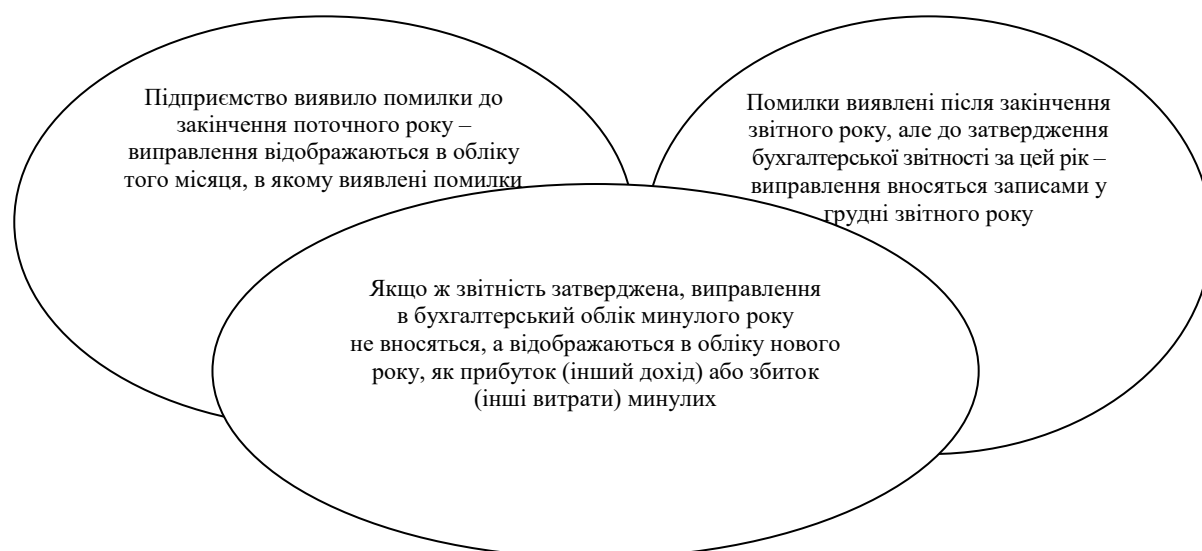 Підприємство виявило помилки до
закінчення поточного року –
виправлення відображаються в обліку
того місяця, в якому виявлені помилки
Помилки виявлені після закінчення
звітного року, але до затвердження
бухгалтерської звітності за цей рік –
виправлення вносяться записами у
грудні звітного року
Якщо ж звітність затверджена, виправлення
в бухгалтерський облік минулого року
не вносяться, а відображаються в обліку нового
року, як прибуток (інший дохід) або збиток
(інші витрати) минулих